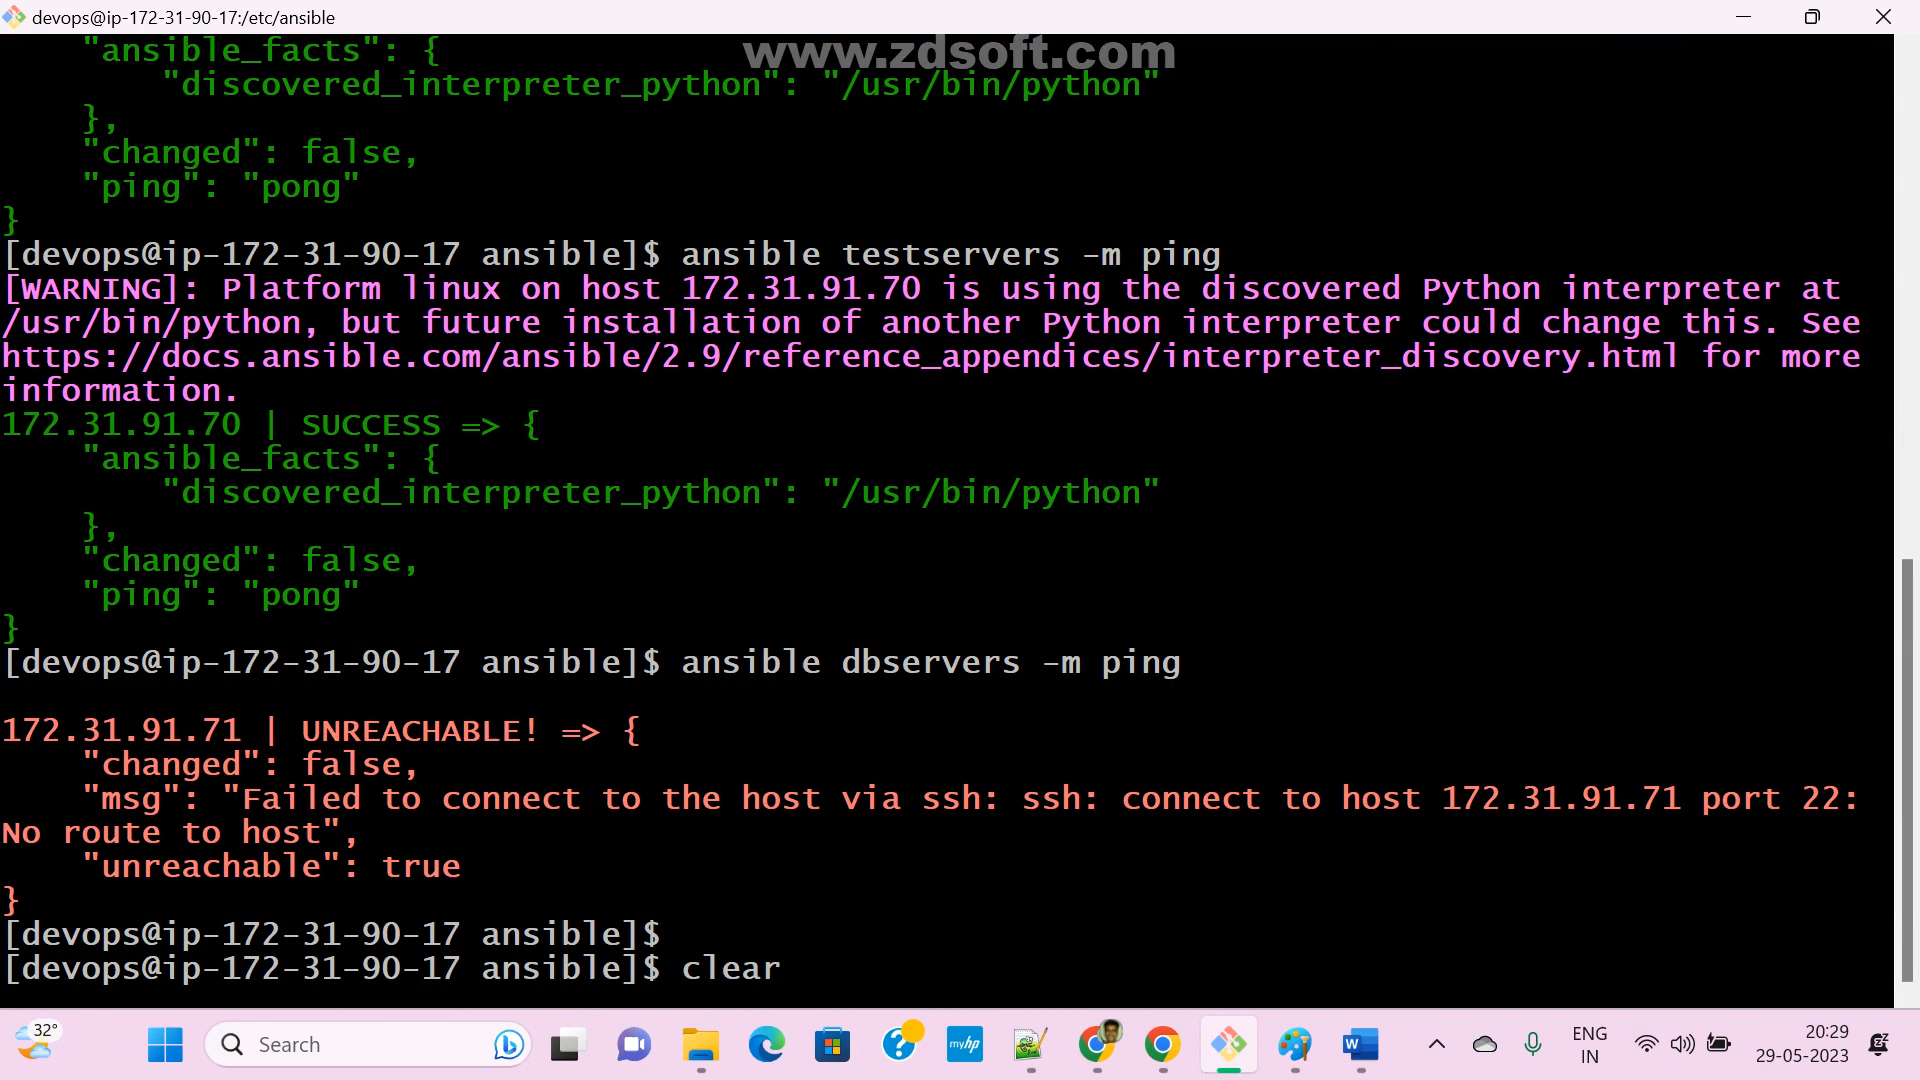 devops@ip-172-31-90-17:/etc/ansible
www.zdsoft.com
    "ansible_facts": {
        "discovered_interpreter_python": "/usr/bin/python"
    },
    "changed": false,
    "ping": "pong"
}
[devops@ip-172-31-90-17 ansible]$ ansible testservers -m ping
[WARNING]: Platform linux on host 172.31.91.70 is using the discovered Python interpreter at
/usr/bin/python, but future installation of another Python interpreter could change this. See
https://docs.ansible.com/ansible/2.9/reference_appendices/interpreter_discovery.html for more
information.
172.31.91.70 | SUCCESS => {
    "ansible_facts": {
        "discovered_interpreter_python": "/usr/bin/python"
    },
    "changed": false,
    "ping": "pong"
}
[devops@ip-172-31-90-17 ansible]$ ansible dbservers -m ping
172.31.91.71 | UNREACHABLE! => {
    "changed": false,
    "msg": "Failed to connect to the host via ssh: ssh: connect to host 172.31.91.71 port 22:
No route to host",
    "unreachable": true
}
[devops@ip-172-31-90-17 ansible]$
[devops@ip-172-31-90-17 ansible]$ clear
32°
Search
myhp
W
ENG
IN
20:29
29-05-2023